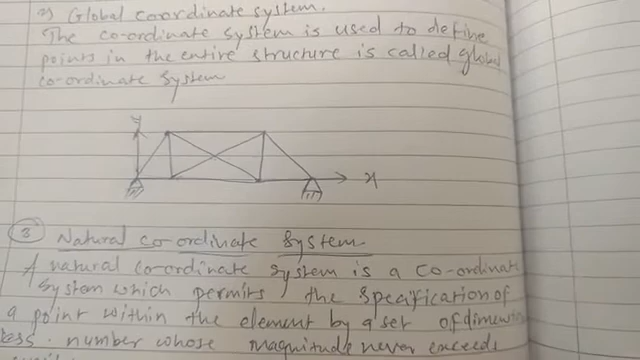 2) Global coordinate system.
The co-ordinate system is used to define
points in the entire structure is called global
co-ordinate system
y
x
3 Natural co-ordinate System
A natural co-ordinate system is a co-ordinate
system which permits the specification of
a point within the element by a set of dimension
less. number whose magnitude never exceeds